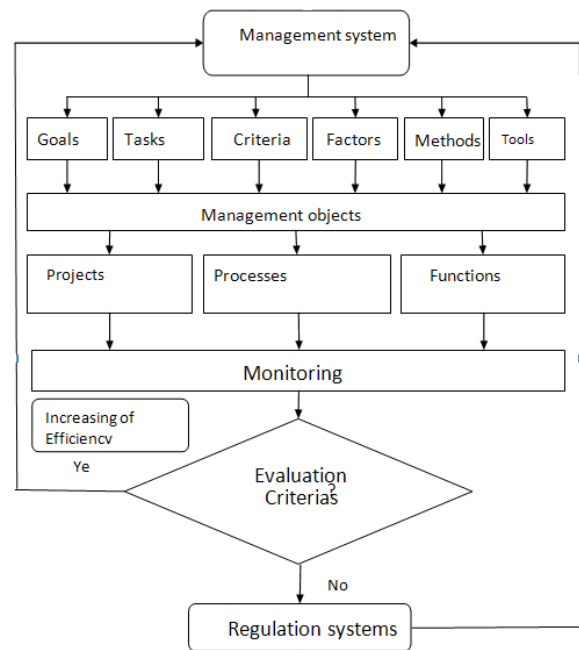 Management system
Goals
Tasks
Criteria
Factors
Methods
Tools
Management objects
Projects
Processes
Functions
Monitoring
Increasing of
Efficiencv
Ye
Evaluation
Criterias?
No
Regulation systems